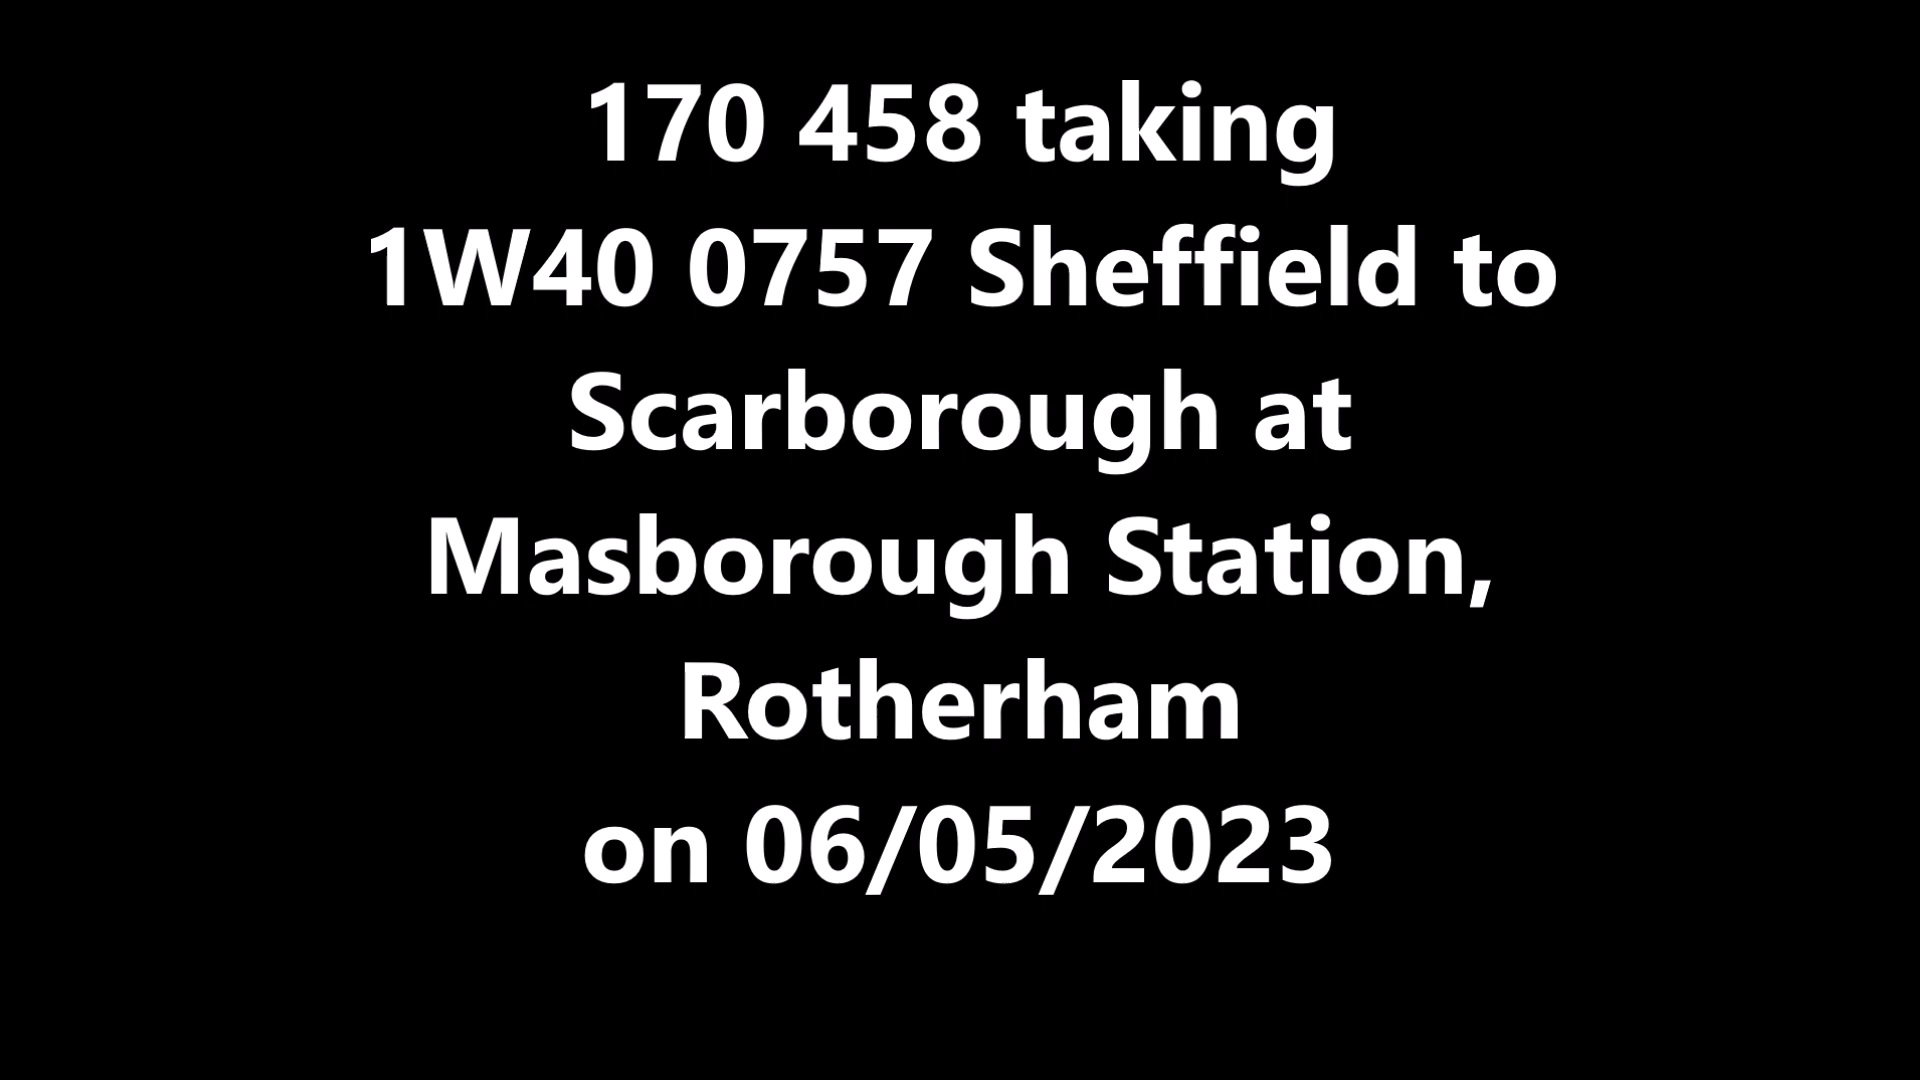 170 458 taking
1W40 0757 Sheffield to
Scarborough at
Masborough Station,
Rotherham
on 06/05/2023